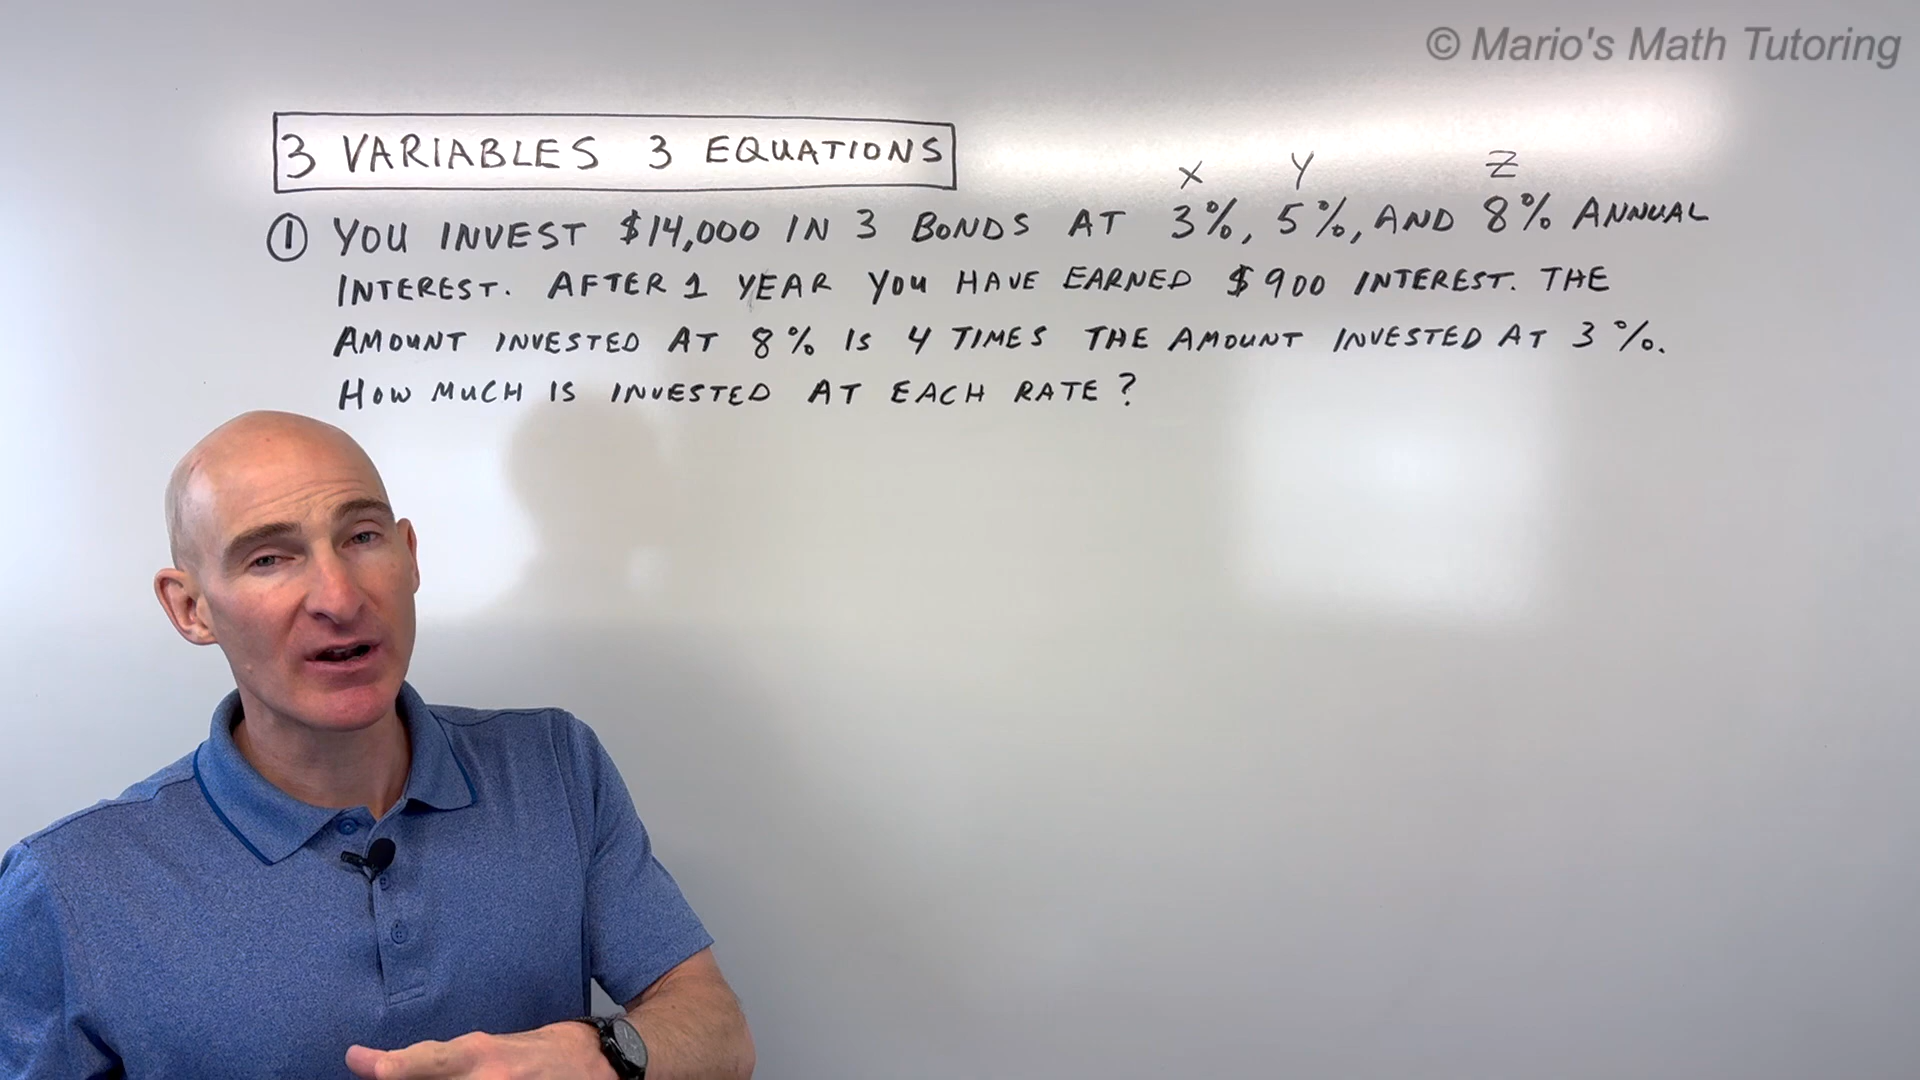 © Mario's Math Tutoring
3 VARIABLES 3 EQUATIONS
X Y Z
① YOU INVEST $14,000 IN 3 BONDS AT 3%, 5%, AND 8% ANNUAL
INTEREST. AFTER 1 YEAR YOU HAVE EARNED $900 INTEREST. THE
AMOUNT INVESTED AT 8% IS 4 TIMES THE AMOUNT INVESTED AT 3%.
HOW MUCH IS INVESTED AT EACH RATE?